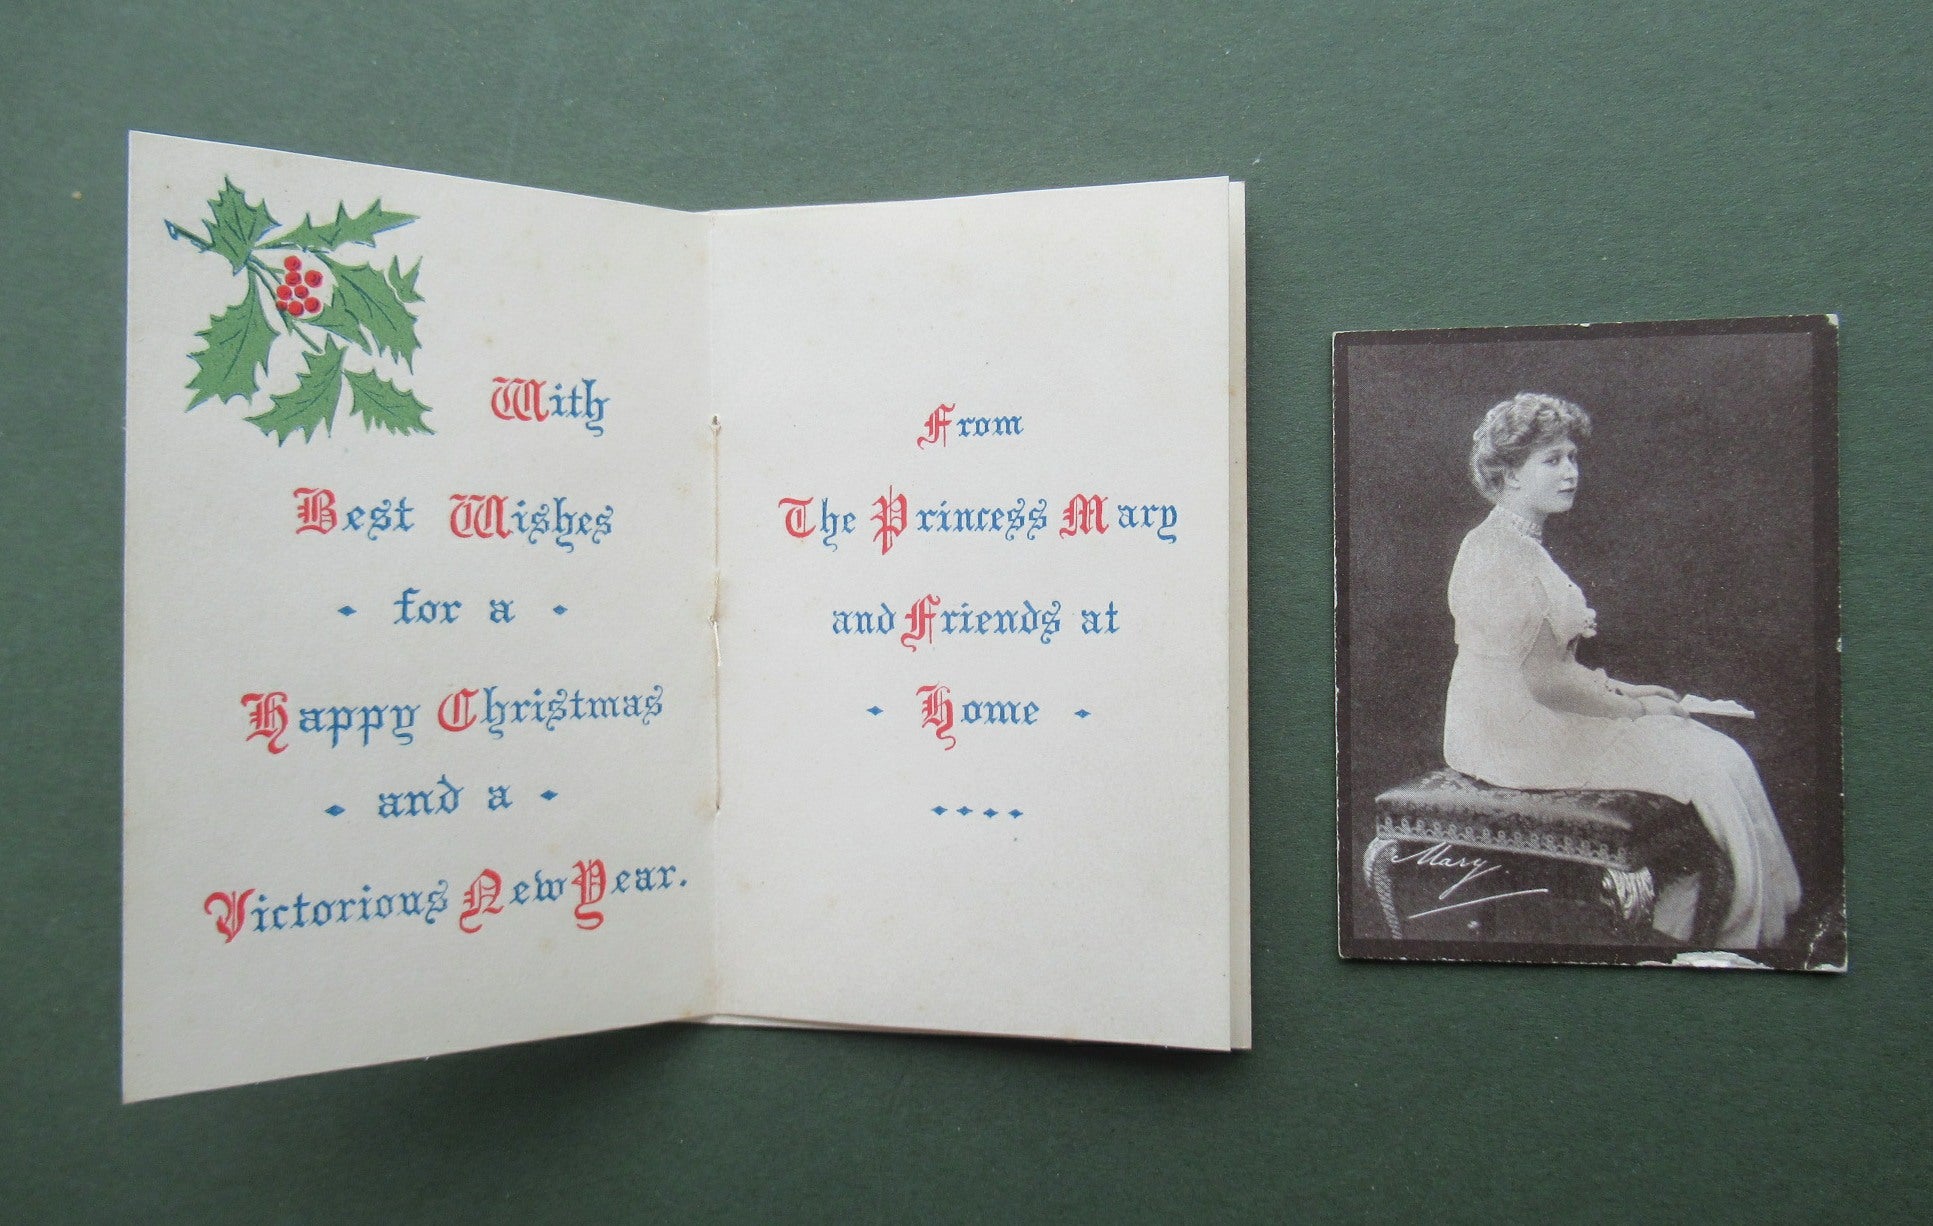 With
Best Wishes
for a
Happy Christmas
and a
Victorious New Year.
From
The Princess Mary
and Friends at
Home
Mary